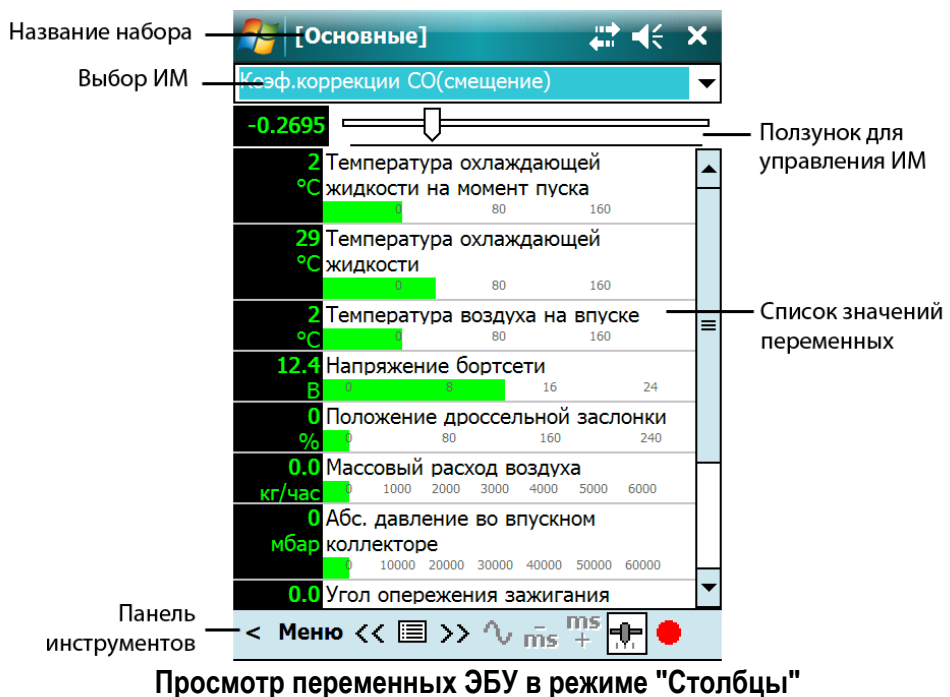 Название набора
[Основные]
Выбор ИМ
Коэф.коррекции СО(смещение)
-0.2695
Ползунок для
управления ИМ
2 Температура охлаждающей
°C жидкости на момент пуска
0 80 160
29 Температура охлаждающей
°C жидкости
0 80 160
2 Температура воздуха на впуске
°C 0 80 160
Список значений
переменных
12.4 Напряжение бортсети
В 0 8 16 24
0 Положение дроссельной заслонки
% 0 80 160 240
0.0 Массовый расход воздуха
кг/час 0 1000 2000 3000 4000 5000 6000
0 Абс. давление во впускном
мбар коллекторе
0 10000 20000 30000 40000 50000 60000
0.0 Угол опережения зажигания
Панель
инструментов
< Меню << >> ms ms +
Просмотр переменных ЭБУ в режиме "Столбцы"